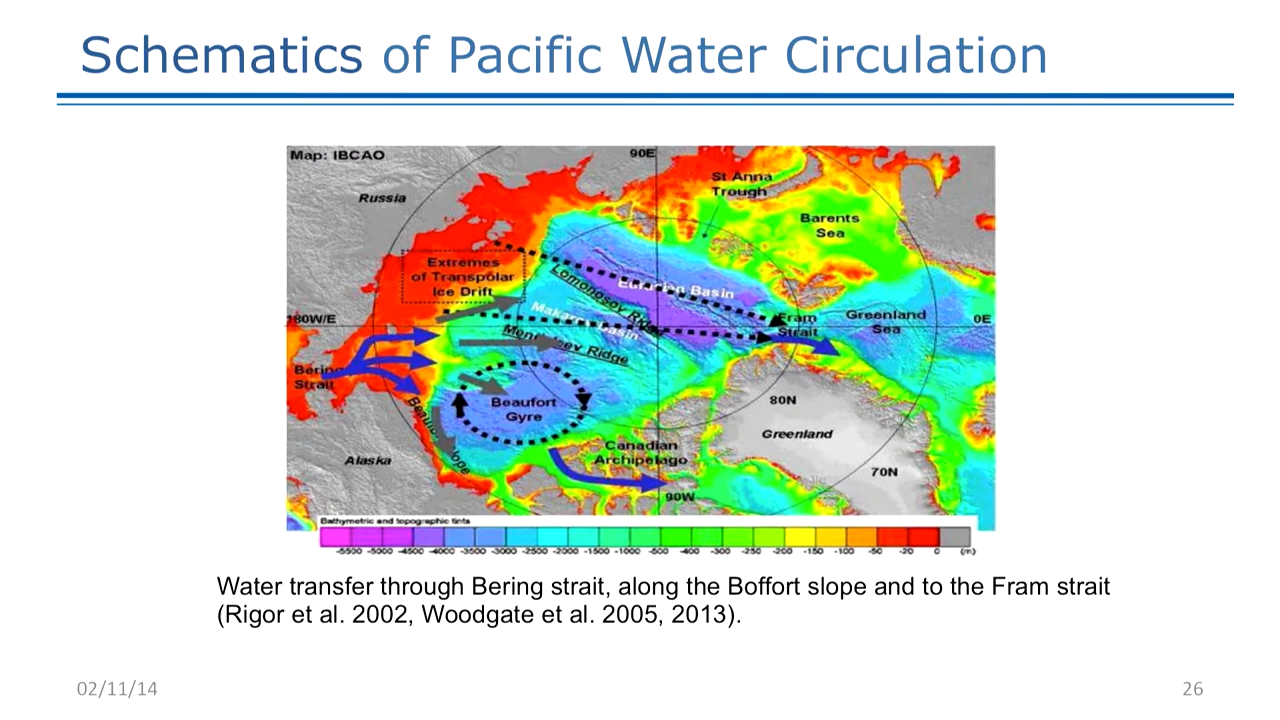 Schematics of Pacific Water Circulation
Map: IBCAO
90E
St Anna
Trough
Russia
Barents
Sea
Extremes
of Transpolar
Ice Drift
Lomonosov Ridge
Eurasian Basin
Makarov Basin
180W/E
Fram
Strait
Greenland
Sea
0E
Mendeleev Ridge
Bering
Strait
Beaufort
Gyre
80N
Beaufort Slope
Greenland
Canadian
Archipelago
Alaska
70N
90W
Bathymetric and topographic tints
-5500 -5000 -4500 -4000 -3500 -3000 -2500 -2000 -1500 -1000 -500 -400 -300 -250 -200 -150 -100 -50 -20 0 (m)
Water transfer through Bering strait, along the Boffort slope and to the Fram strait
(Rigor et al. 2002, Woodgate et al. 2005, 2013).
02/11/14
26